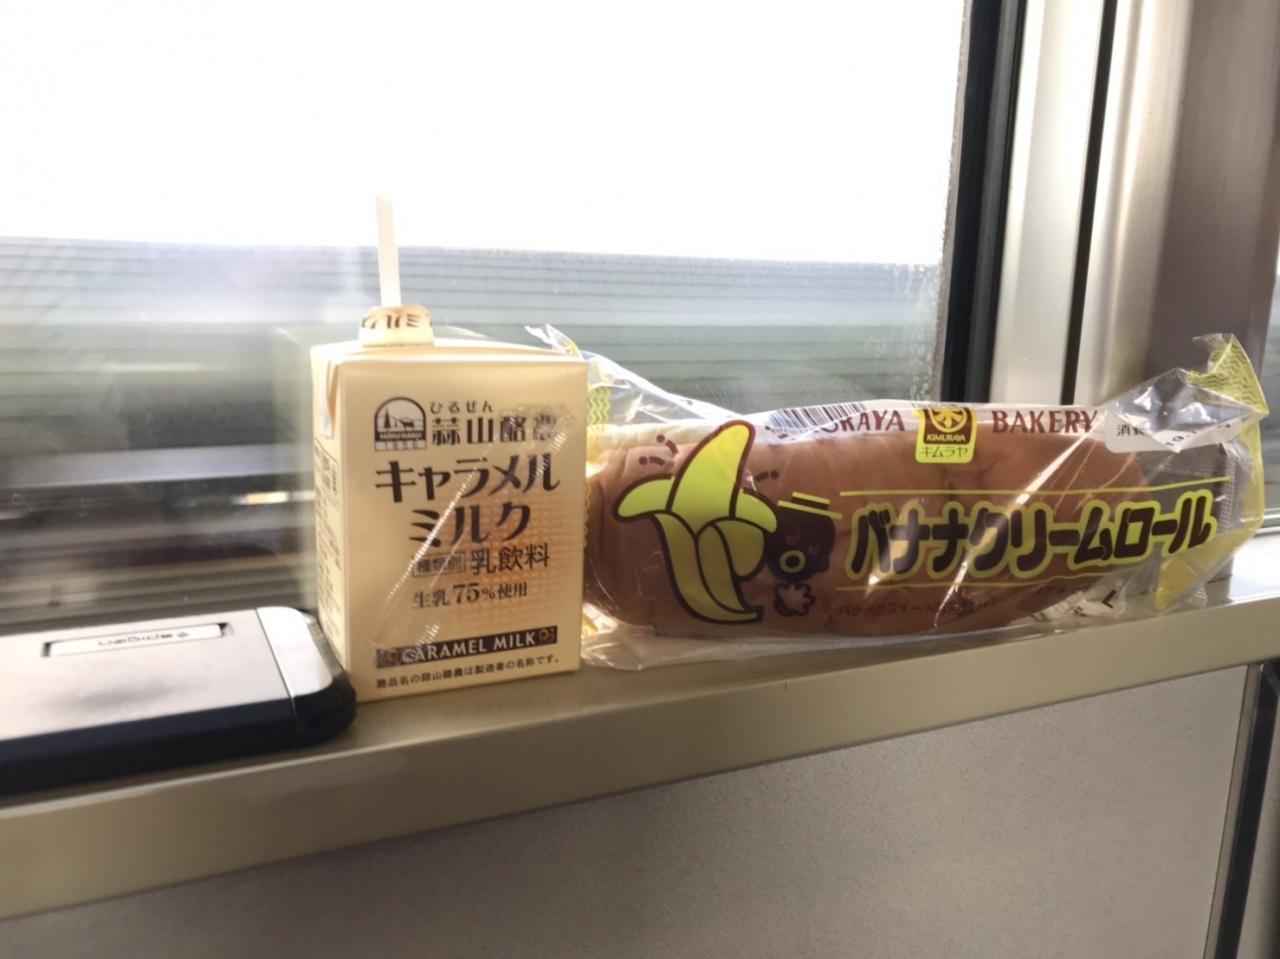 ひるぜん
蒜山酪農
キャラメル
ミルク
種類別 乳飲料
生乳75%使用
CARAMEL MILK
商品名の蒜山酪農は製造者の名称です。
BAKERY
KIMURAYA
キムラヤ
バナナクリームロール